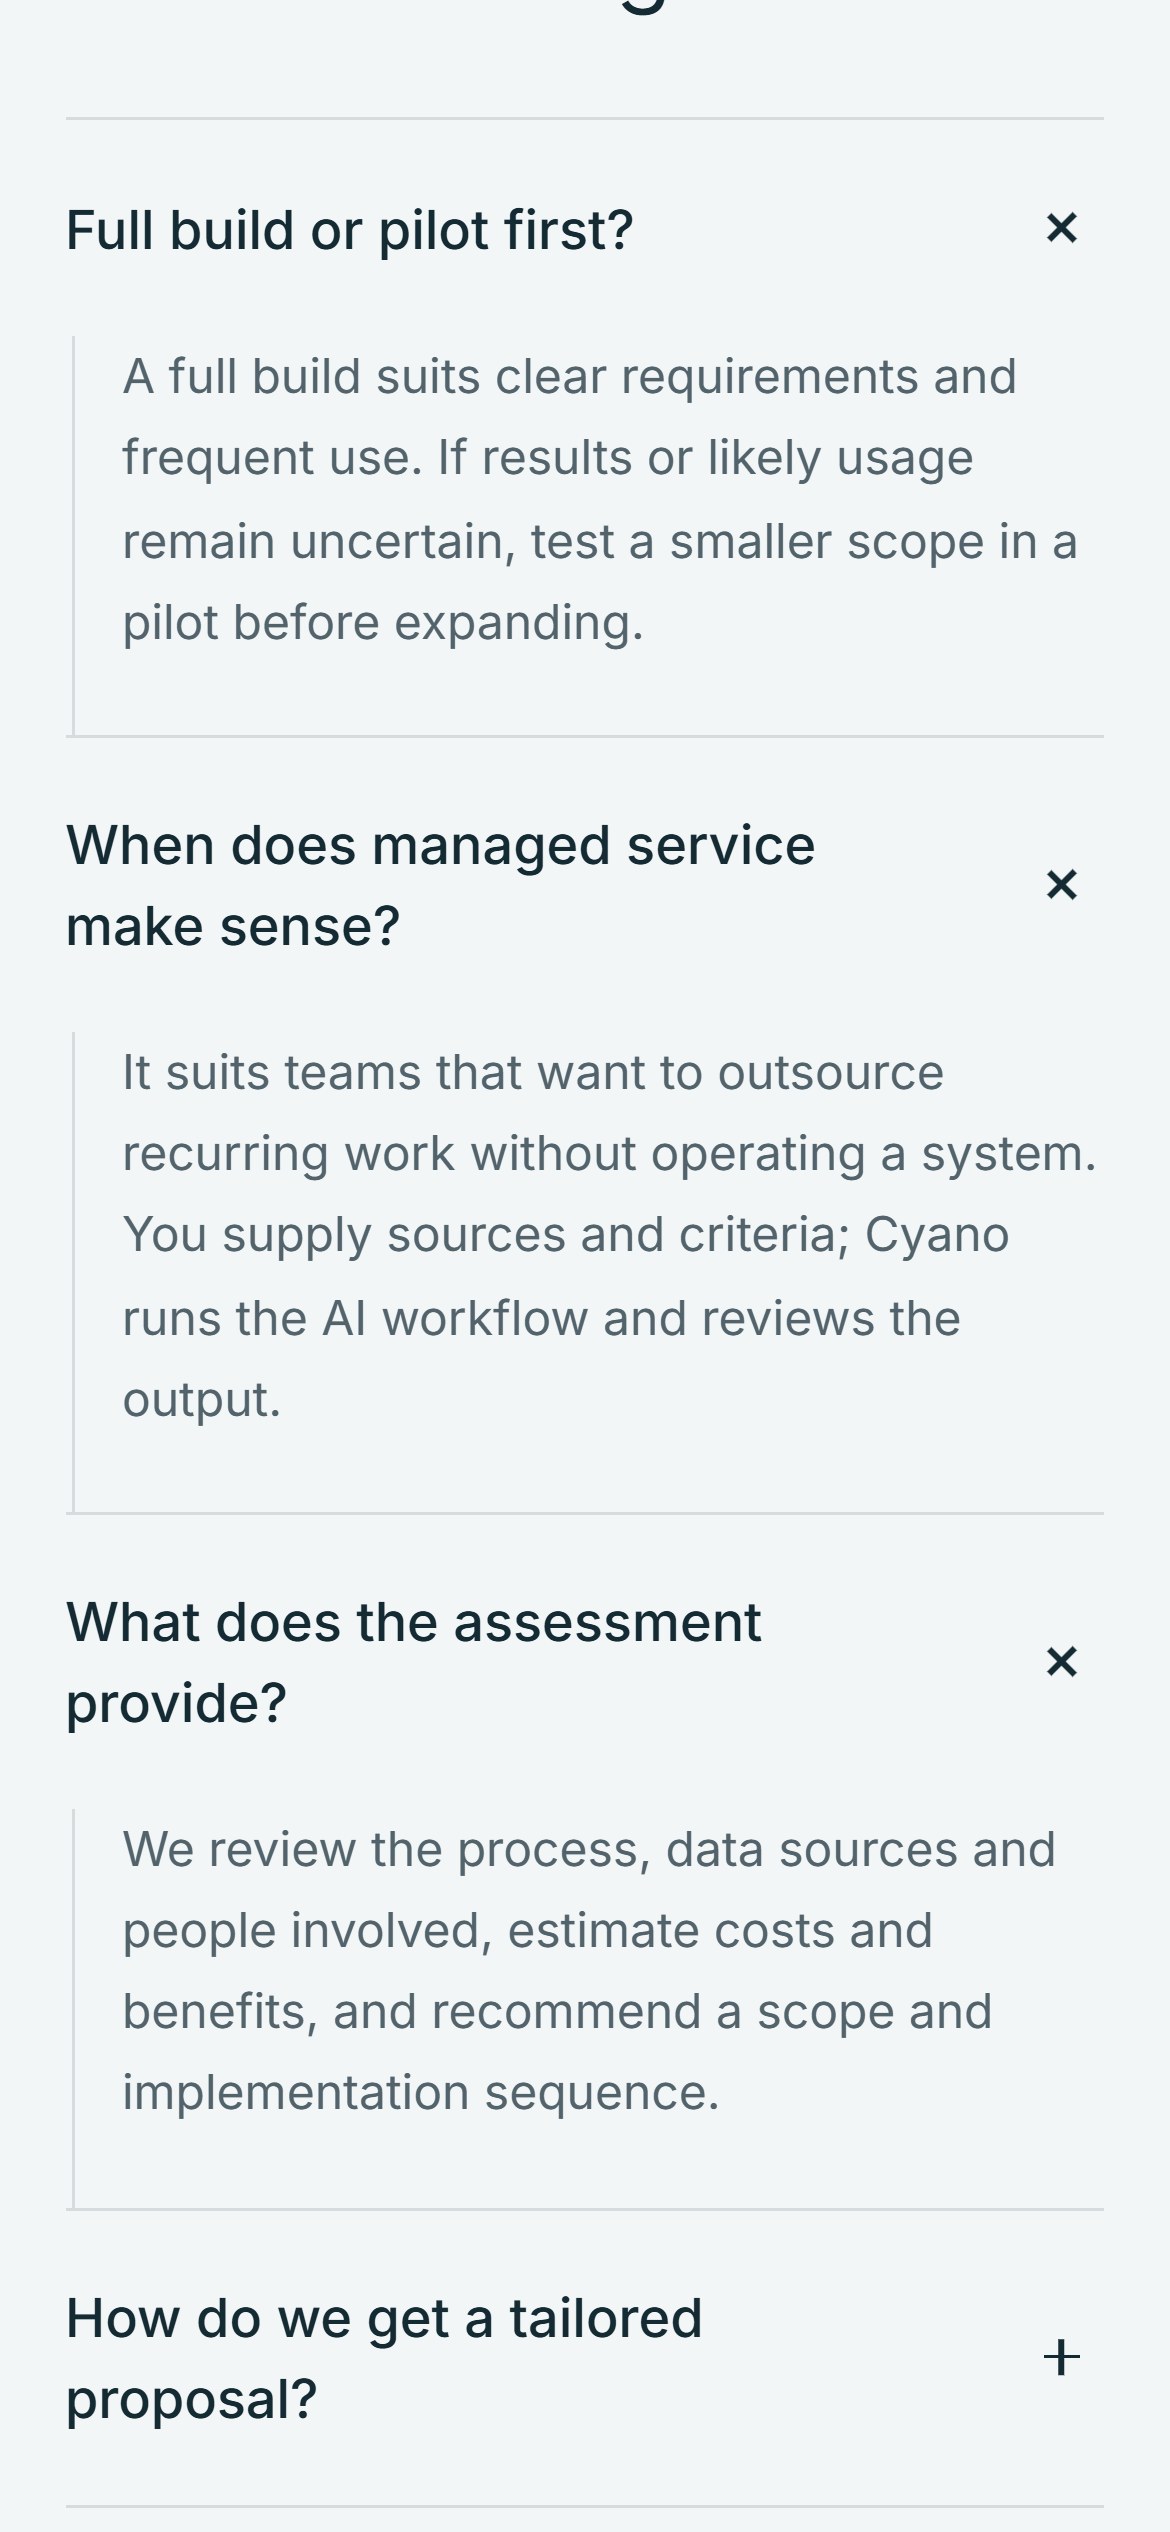 Full build or pilot first?
A full build suits clear requirements and
frequent use. If results or likely usage
remain uncertain, test a smaller scope in a
pilot before expanding.
When does managed service
make sense?
It suits teams that want to outsource
recurring work without operating a system.
You supply sources and criteria; Cyano
runs the AI workflow and reviews the
output.
What does the assessment
provide?
We review the process, data sources and
people involved, estimate costs and
benefits, and recommend a scope and
implementation sequence.
How do we get a tailored
proposal?